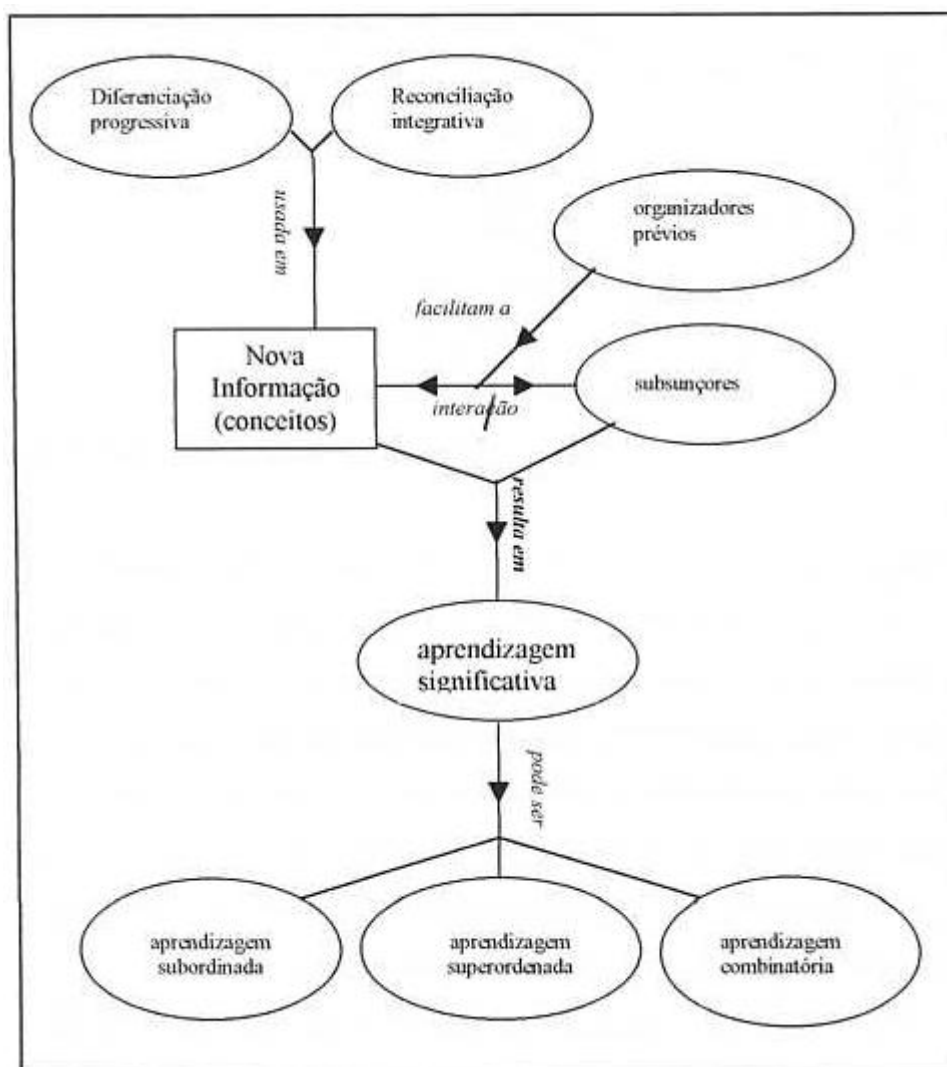 Diferenciação
progressiva
Reconciliação
integrativa
usada em
organizadores
prévios
facilitam a
Nova
Informação
(conceitos)
interação
subsunçores
resulta em
aprendizagem
significativa
pode ser
aprendizagem
subordinada
aprendizagem
superordenada
aprendizagem
combinatória